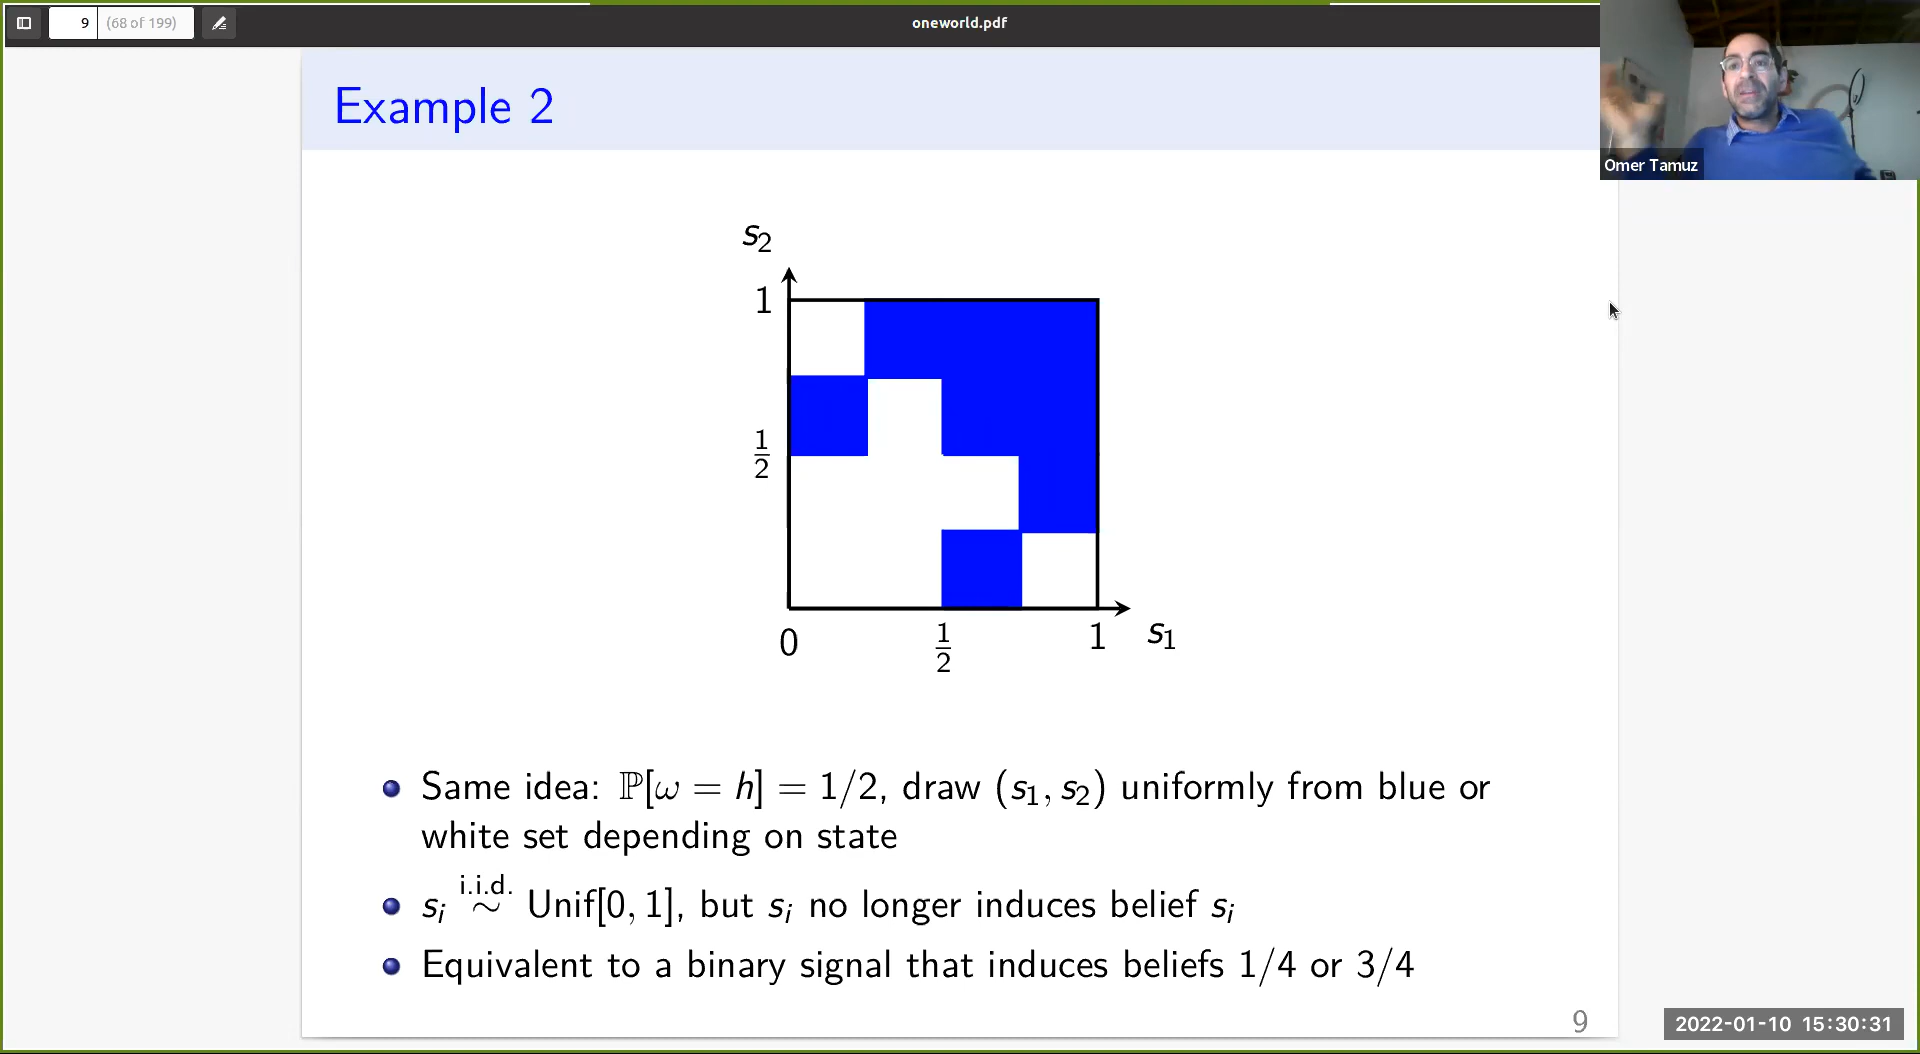 9 (68 of 199)
oneworld.pdf
Omer Tamuz
Example 2
s₂
1
1/2
0
1/2
1
s₁
Same idea: ℙ[ω = h] = 1/2, draw (s₁, s₂) uniformly from blue or
white set depending on state
sᵢ i.i.d. ∼ Unif[0, 1], but sᵢ no longer induces belief sᵢ
Equivalent to a binary signal that induces beliefs 1/4 or 3/4
9
2022-01-10 15:30:31